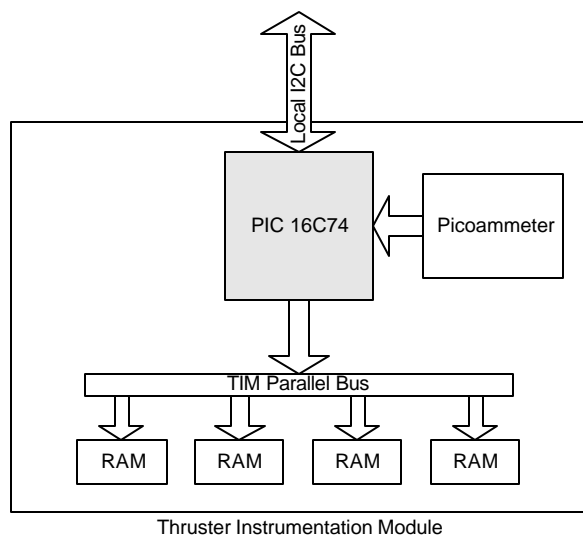 Local I2C Bus
PIC 16C74
Picoammeter
TIM Parallel Bus
RAM
RAM
RAM
RAM
Thruster Instrumentation Module